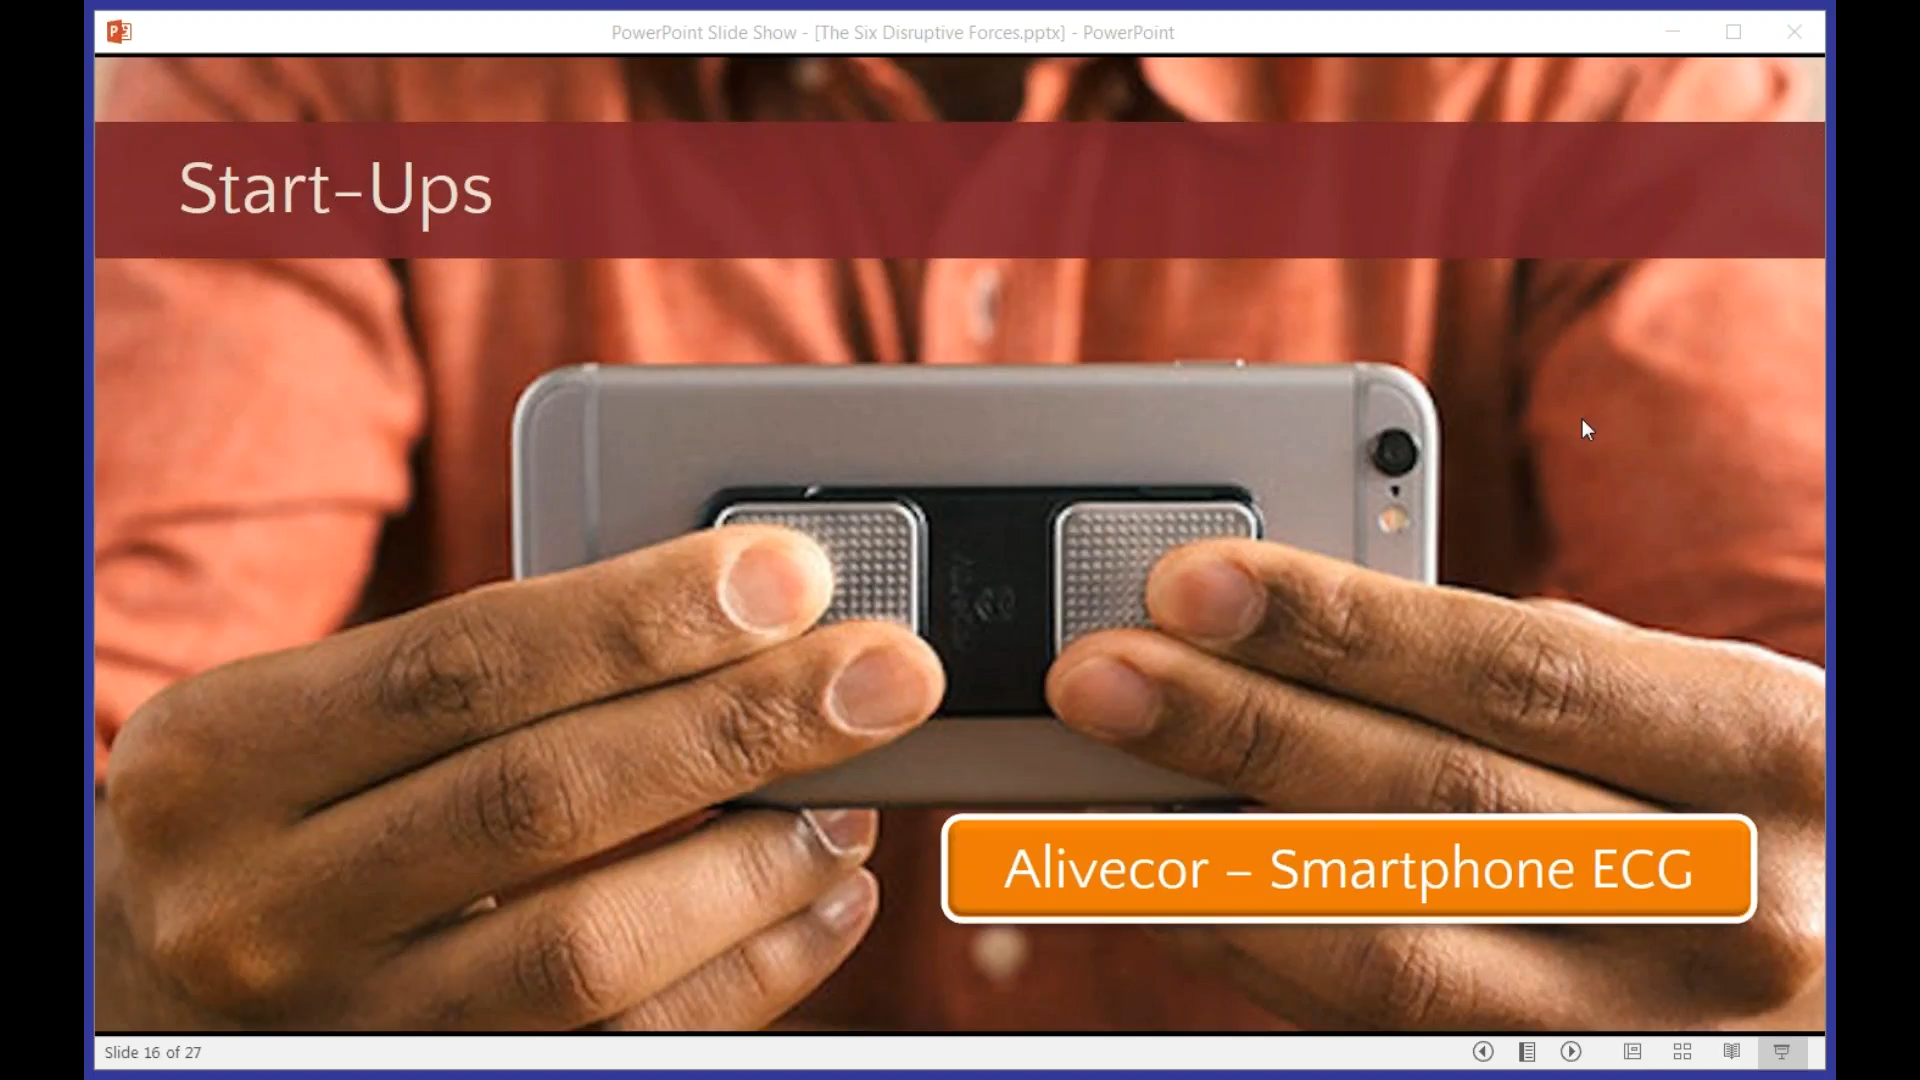 PowerPoint Slide Show - [The Six Disruptive Forces.pptx] - PowerPoint
Start-Ups
Alivecor – Smartphone ECG
Slide 16 of 27